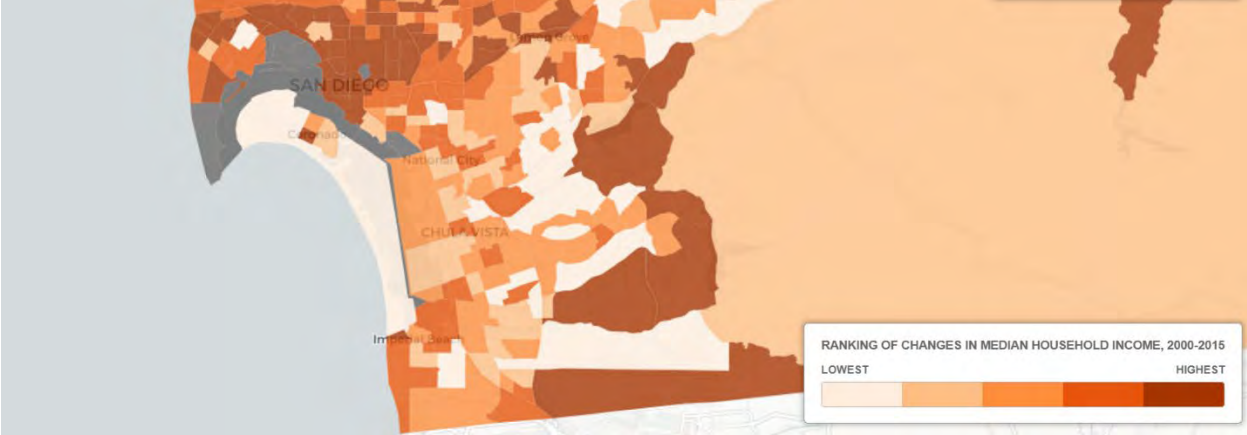 Lemon Grove
SAN DIEGO
Coronado
National City
CHULA VISTA
Imperial Beach
RANKING OF CHANGES IN MEDIAN HOUSEHOLD INCOME, 2000-2015
LOWEST
HIGHEST